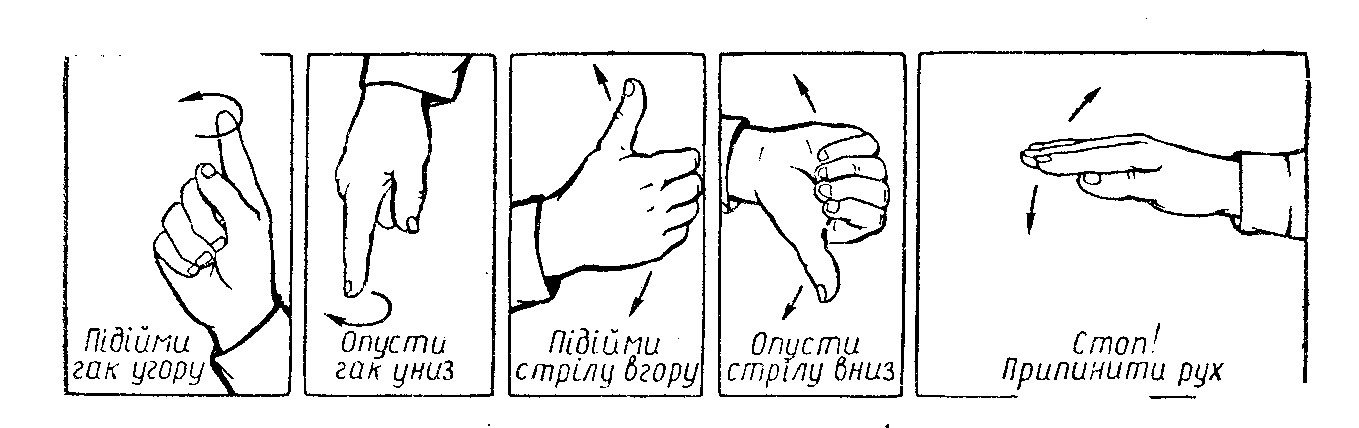 Підійми
гак угору
Опусти
гак униз
Підійми
стрілу вгору
Опусти
стрілу вниз
Стоп!
Припинити рух